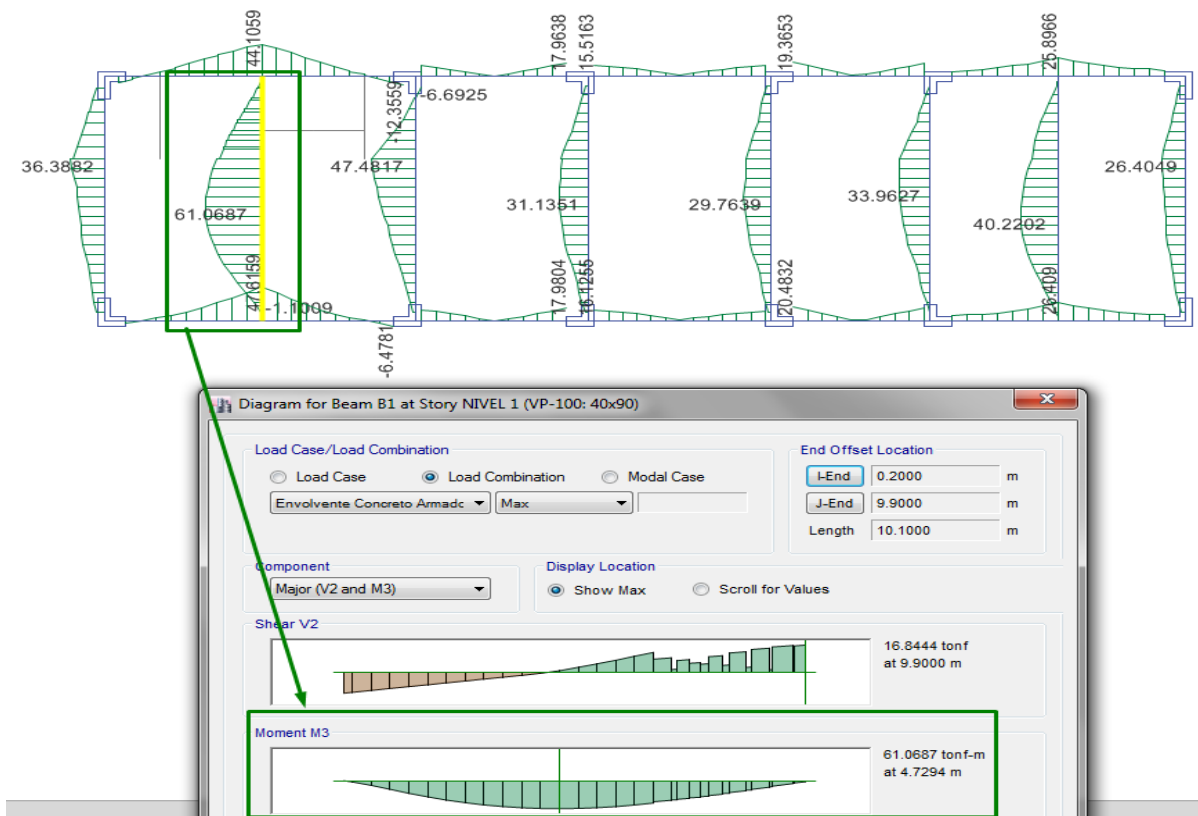 44.1059
17.9638
15.5163
19.3653
25.8966
-12.3559
-6.6925
36.3882
47.4817
26.4049
31.1351
29.7639
33.9627
61.0687
40.2202
47.6159
-1.1009
17.9804
16.1255
20.4832
26.409
-6.4781
Diagram for Beam B1 at Story NIVEL 1 (VP-100: 40x90)
Load Case/Load Combination
Load Case Load Combination Modal Case
Envolvente Concreto Armadc Max
End Offset Location
I-End 0.2000 m
J-End 9.9000 m
Length 10.1000 m
Component
Major (V2 and M3)
Display Location
Show Max Scroll for Values
Shear V2
16.8444 tonf
at 9.9000 m
Moment M3
61.0687 tonf-m
at 4.7294 m